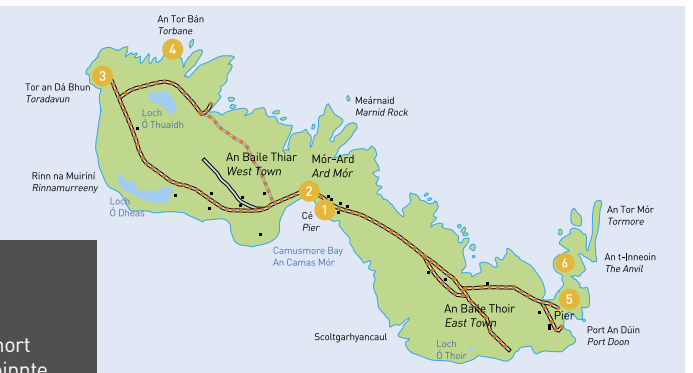 An Tor Bán
Torbane
4
3
Tor an Dá Bhun
Toradavun
Loch
Ó Thuaidh
Meárnaid
Marnid Rock
An Baile Thiar
West Town
Mór-Ard
Ard Mór
Rinn na Muiríní
Rinnamurreeny
Loch
Ó Dheas
2
1
Cé
Pier
Camusmore Bay
An Camas Mór
An Tor Mór
Tormore
6
An t-Inneoin
The Anvil
5
An Baile Thoir
East Town
Pier
Port An Dúin
Port Doon
Scoltgarhyancaul
Loch
Ó Thoir